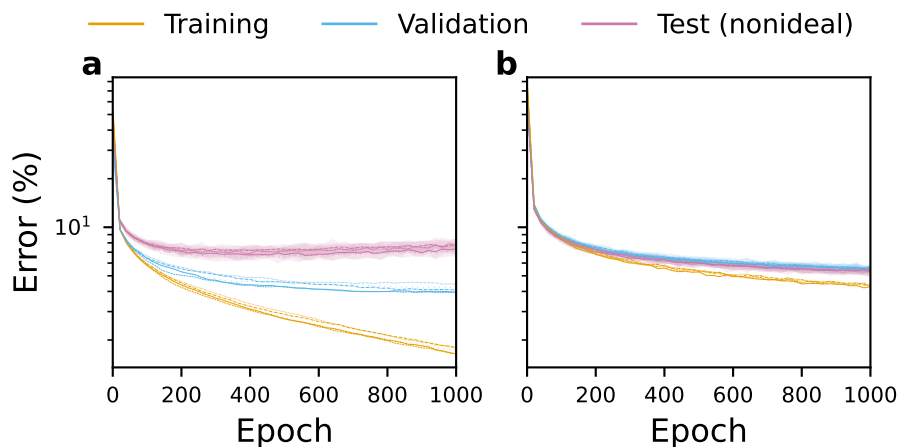 Training Validation Test (nonideal)
a b
Error (%)
10¹
0 200 400 600 800 1000 0 200 400 600 800 1000
Epoch Epoch